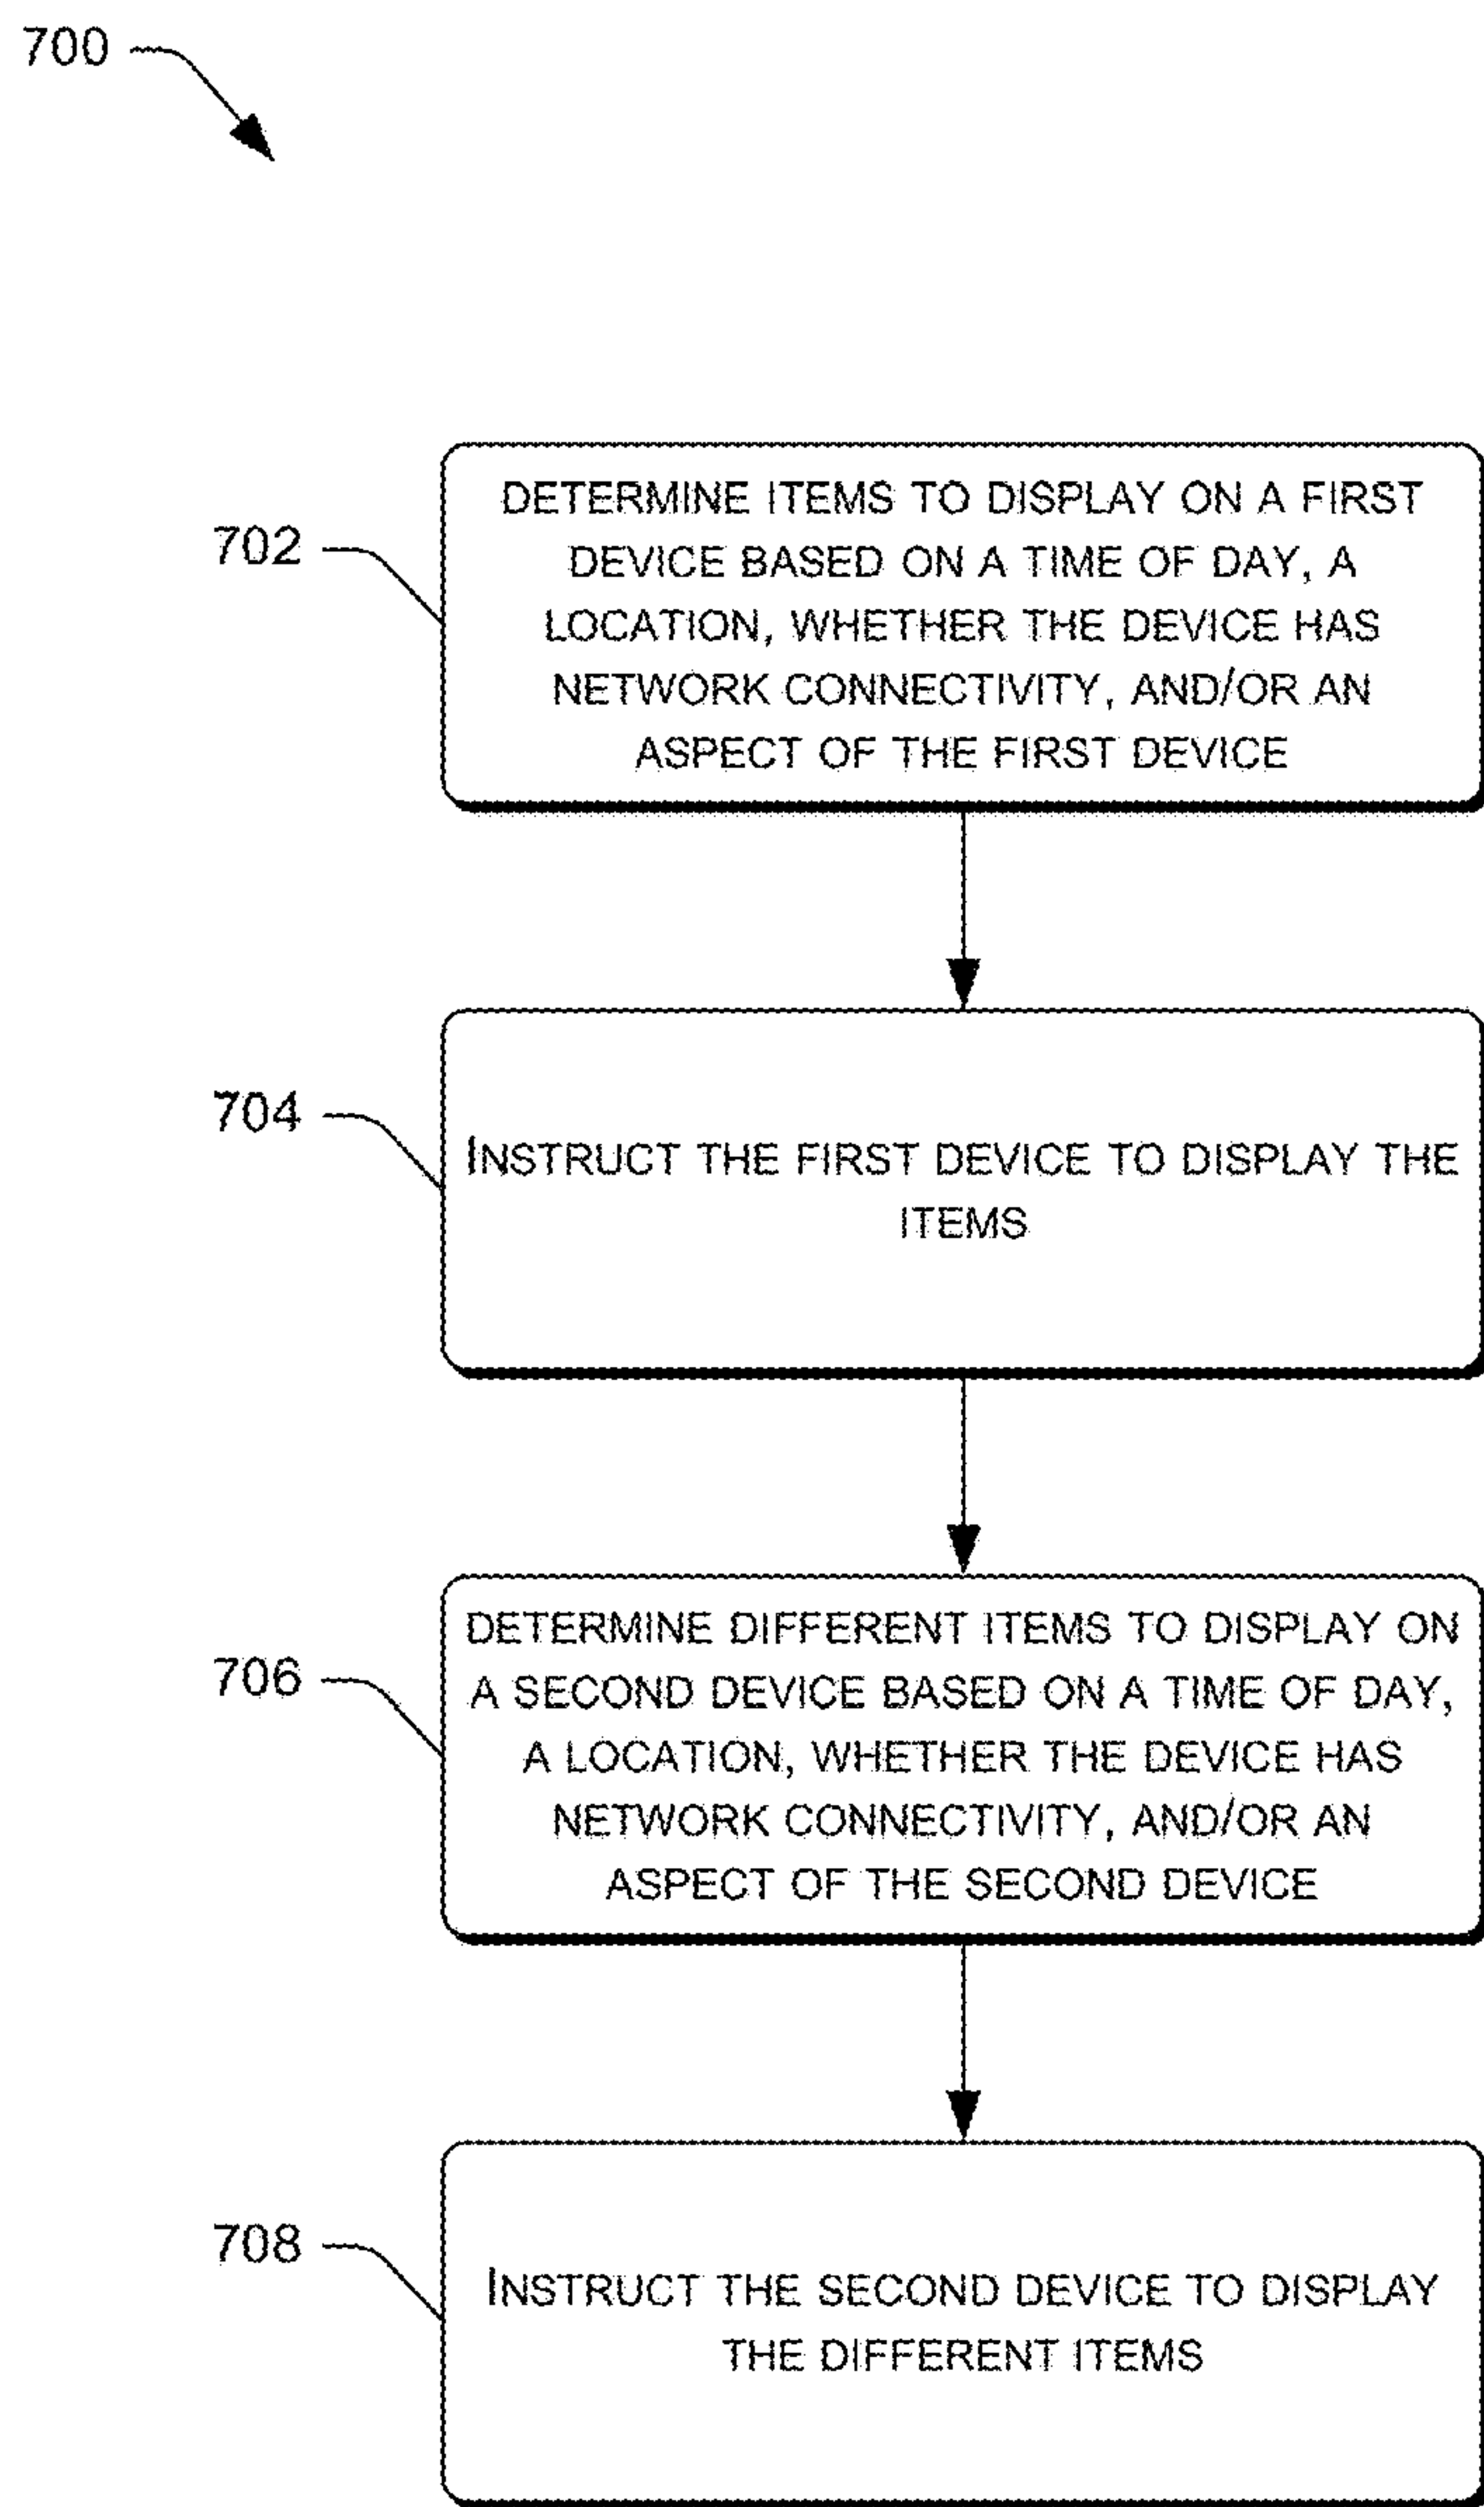 700
702
DETERMINE ITEMS TO DISPLAY ON A FIRST
DEVICE BASED ON A TIME OF DAY, A
LOCATION, WHETHER THE DEVICE HAS
NETWORK CONNECTIVITY, AND/OR AN
ASPECT OF THE FIRST DEVICE
704
INSTRUCT THE FIRST DEVICE TO DISPLAY THE
ITEMS
706
DETERMINE DIFFERENT ITEMS TO DISPLAY ON
A SECOND DEVICE BASED ON A TIME OF DAY,
A LOCATION, WHETHER THE DEVICE HAS
NETWORK CONNECTIVITY, AND/OR AN
ASPECT OF THE SECOND DEVICE
708
INSTRUCT THE SECOND DEVICE TO DISPLAY
THE DIFFERENT ITEMS